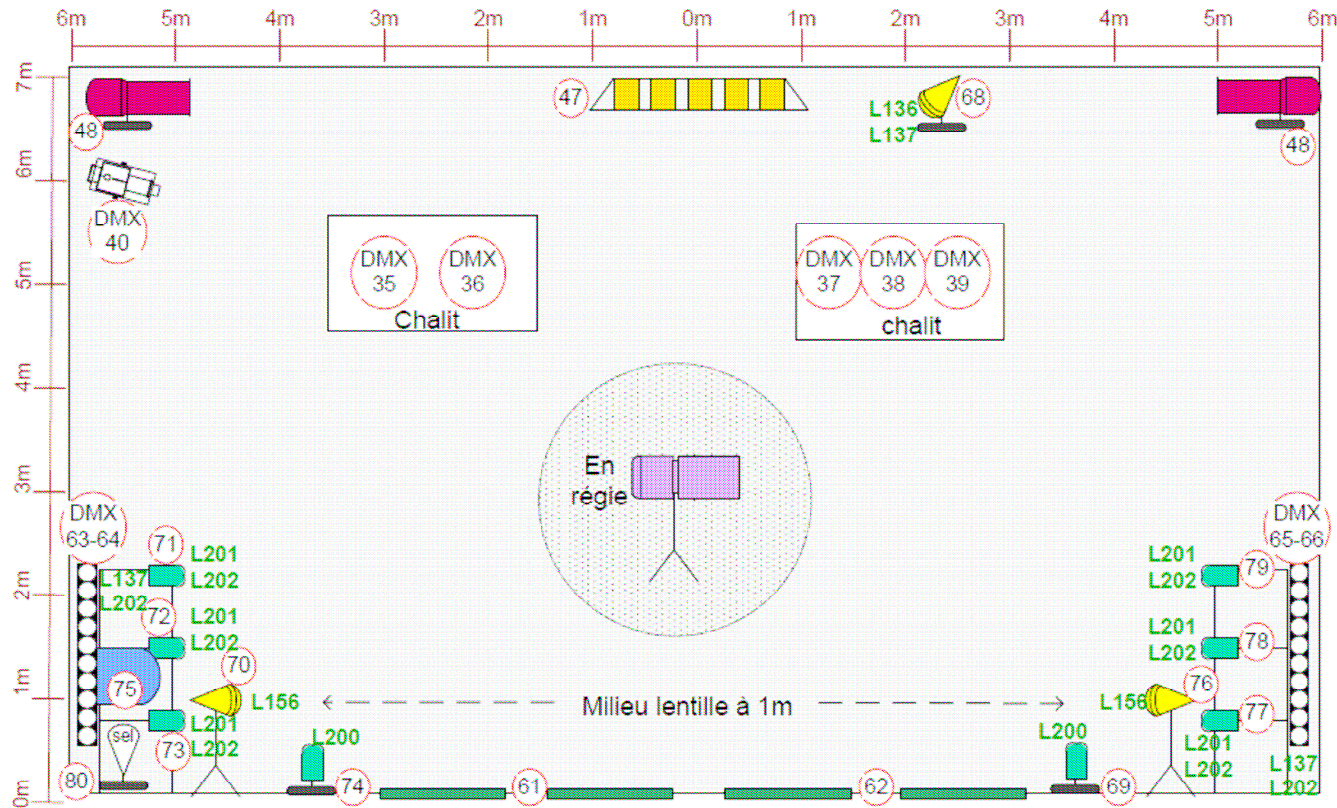 6m 5m 4m 3m 2m 1m 0m 1m 2m 3m 4m 5m 6m
7m
47
68
L136
L137
48
48
6m
DMX
40
5m
DMX
35
DMX
36
Chalit
DMX
37
DMX
38
DMX
39
chalit
4m
3m
En
régie
DMX
63-64
DMX
65-66
71
L201
L202
L137
L202
2m
72
L201
L202
L201
L202
79
L201
L202
78
1m
75
70
L156
Milieu lentille à 1m
L156
76
sel
L201
L202
73
77
L201
L202
L200
L200
L137
L202
0m
80
74
61
62
69